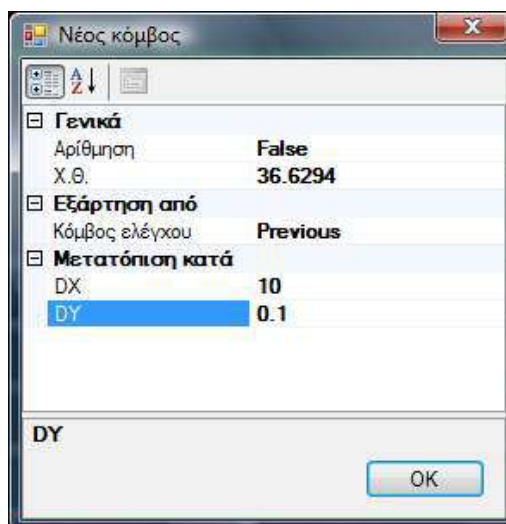 Νέος κόμβος
Γενικά
Αρίθμηση False
Χ.Θ. 36.6294
Εξάρτηση από
Κόμβος ελέγχου Previous
Μετατόπιση κατά
DX 10
DY 0.1
DY
OK